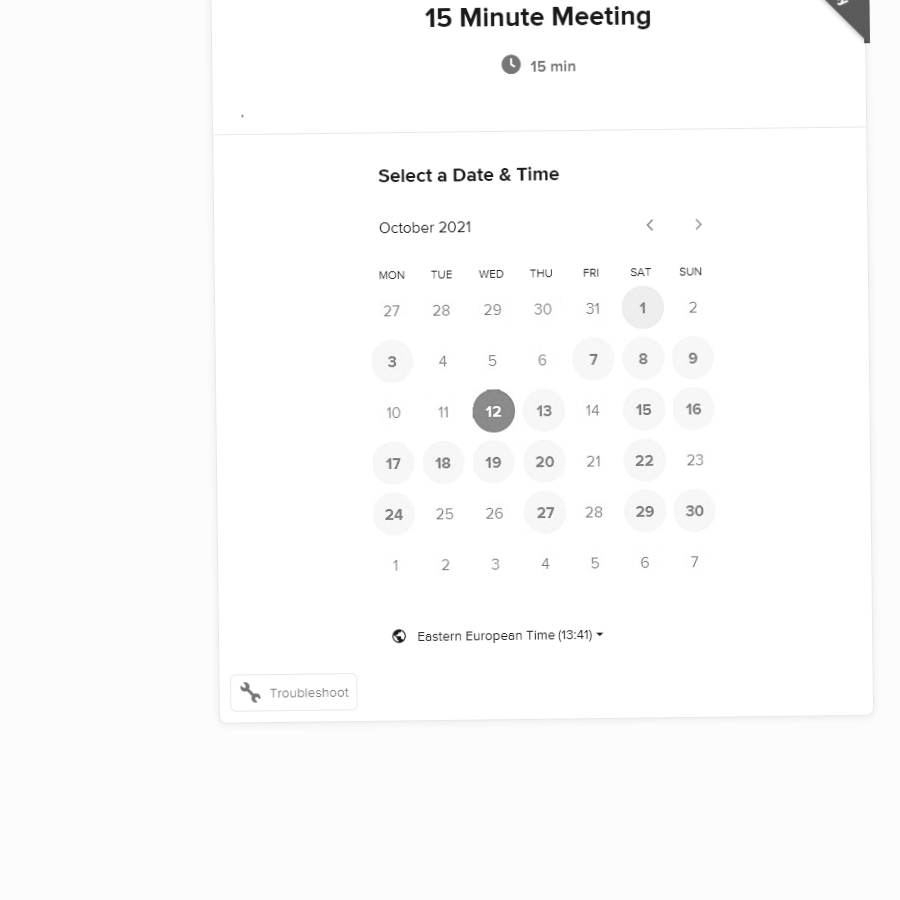 15 Minute Meeting
15 min
.
Select a Date & Time
October 2021
MON TUE WED THU FRI SAT SUN
27 28 29 30 31 1 2
3 4 5 6 7 8 9
10 11 12 13 14 15 16
17 18 19 20 21 22 23
24 25 26 27 28 29 30
1 2 3 4 5 6 7
Eastern European Time (13:41)
Troubleshoot